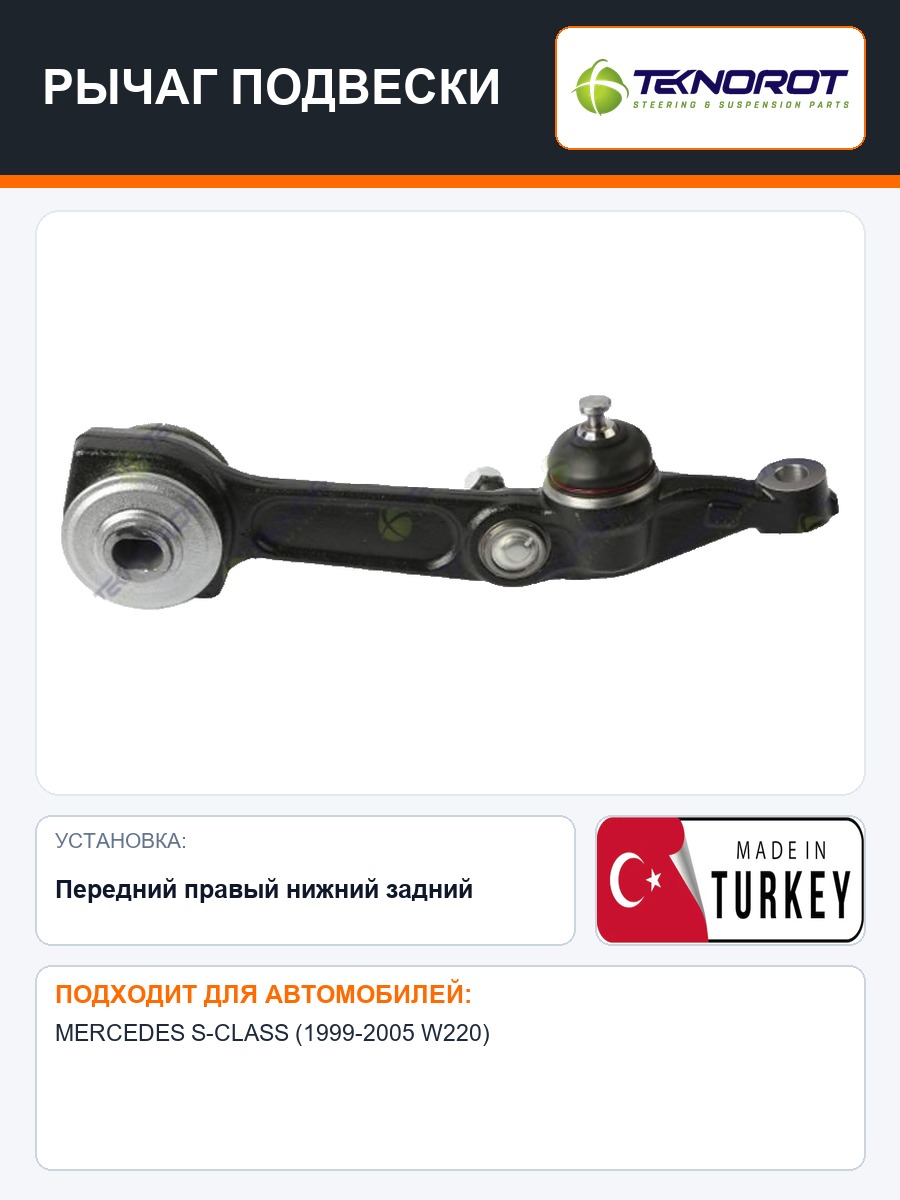 РЫЧАГ ПОДВЕСКИ
TEKNOROT
STEERING & SUSPENSION PARTS
УСТАНОВКА:
Передний правый нижний задний
MADE IN
TURKEY
ПОДХОДИТ ДЛЯ АВТОМОБИЛЕЙ:
MERCEDES S-CLASS (1999-2005 W220)